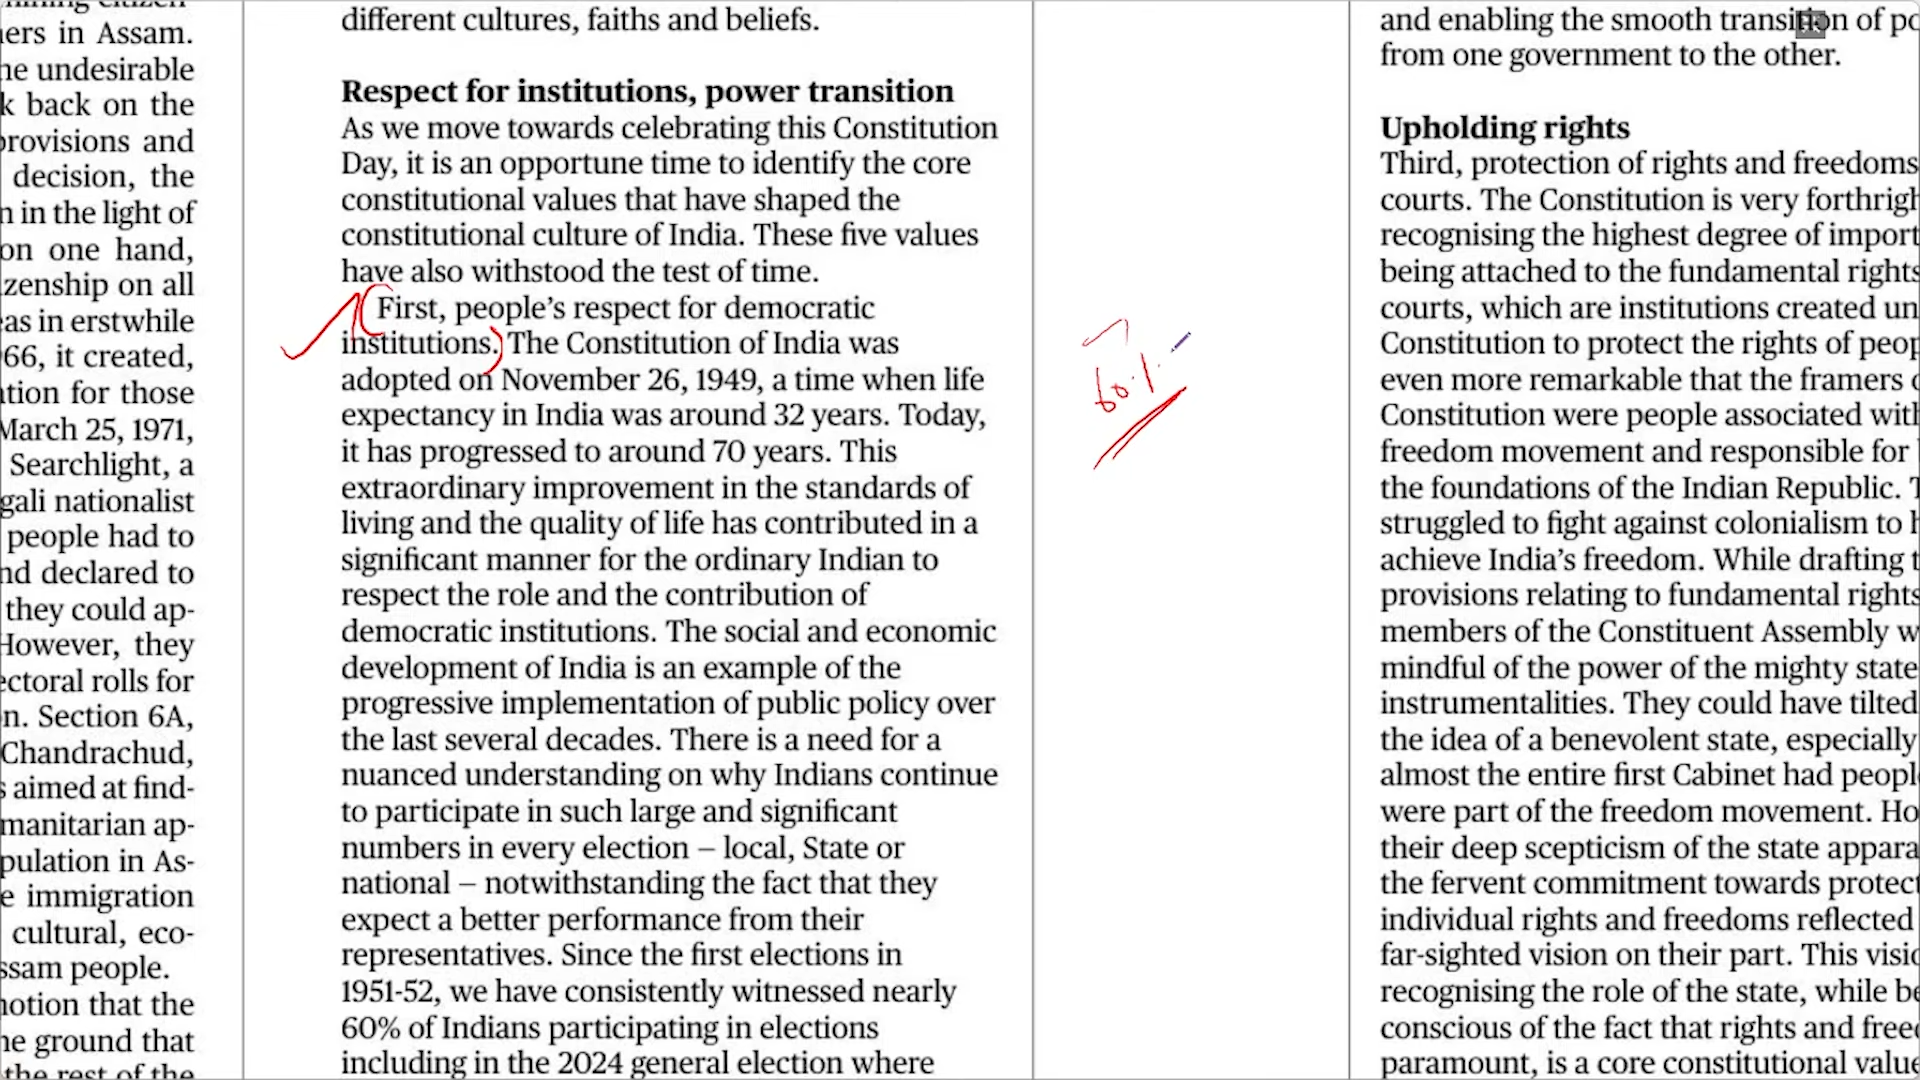 ers in Assam.
ne undesirable
k back on the
provisions and
decision, the
n in the light of
on one hand,
izenship on all
eas in erstwhile
966, it created,
ation for those
March 25, 1971,
Searchlight, a
gali nationalist
people had to
nd declared to
they could ap-
However, they
ectoral rolls for
n. Section 6A,
Chandrachud,
s aimed at find-
manitarian ap-
pulation in As-
e immigration
cultural, eco-
ssam people.
notion that the
ne ground that
the rest of the
different cultures, faiths and beliefs.
Respect for institutions, power transition
As we move towards celebrating this Constitution
Day, it is an opportune time to identify the core
constitutional values that have shaped the
constitutional culture of India. These five values
have also withstood the test of time.
First, people’s respect for democratic
institutions. The Constitution of India was
adopted on November 26, 1949, a time when life
expectancy in India was around 32 years. Today,
it has progressed to around 70 years. This
extraordinary improvement in the standards of
living and the quality of life has contributed in a
significant manner for the ordinary Indian to
respect the role and the contribution of
democratic institutions. The social and economic
development of India is an example of the
progressive implementation of public policy over
the last several decades. There is a need for a
nuanced understanding on why Indians continue
to participate in such large and significant
numbers in every election – local, State or
national – notwithstanding the fact that they
expect a better performance from their
representatives. Since the first elections in
1951-52, we have consistently witnessed nearly
60% of Indians participating in elections
including in the 2024 general election where
60%
and enabling the smooth transition of po
from one government to the other.
Upholding rights
Third, protection of rights and freedoms
courts. The Constitution is very forthrigh
recognising the highest degree of import
being attached to the fundamental rights
courts, which are institutions created un
Constitution to protect the rights of peop
even more remarkable that the framers o
Constitution were people associated with
freedom movement and responsible for
the foundations of the Indian Republic. T
struggled to fight against colonialism to h
achieve India’s freedom. While drafting t
provisions relating to fundamental rights
members of the Constituent Assembly w
mindful of the power of the mighty state
instrumentalities. They could have tilted
the idea of a benevolent state, especially
almost the entire first Cabinet had peopl
were part of the freedom movement. Ho
their deep scepticism of the state appara
the fervent commitment towards protect
individual rights and freedoms reflected
far-sighted vision on their part. This visio
recognising the role of the state, while be
conscious of the fact that rights and freed
paramount, is a core constitutional value